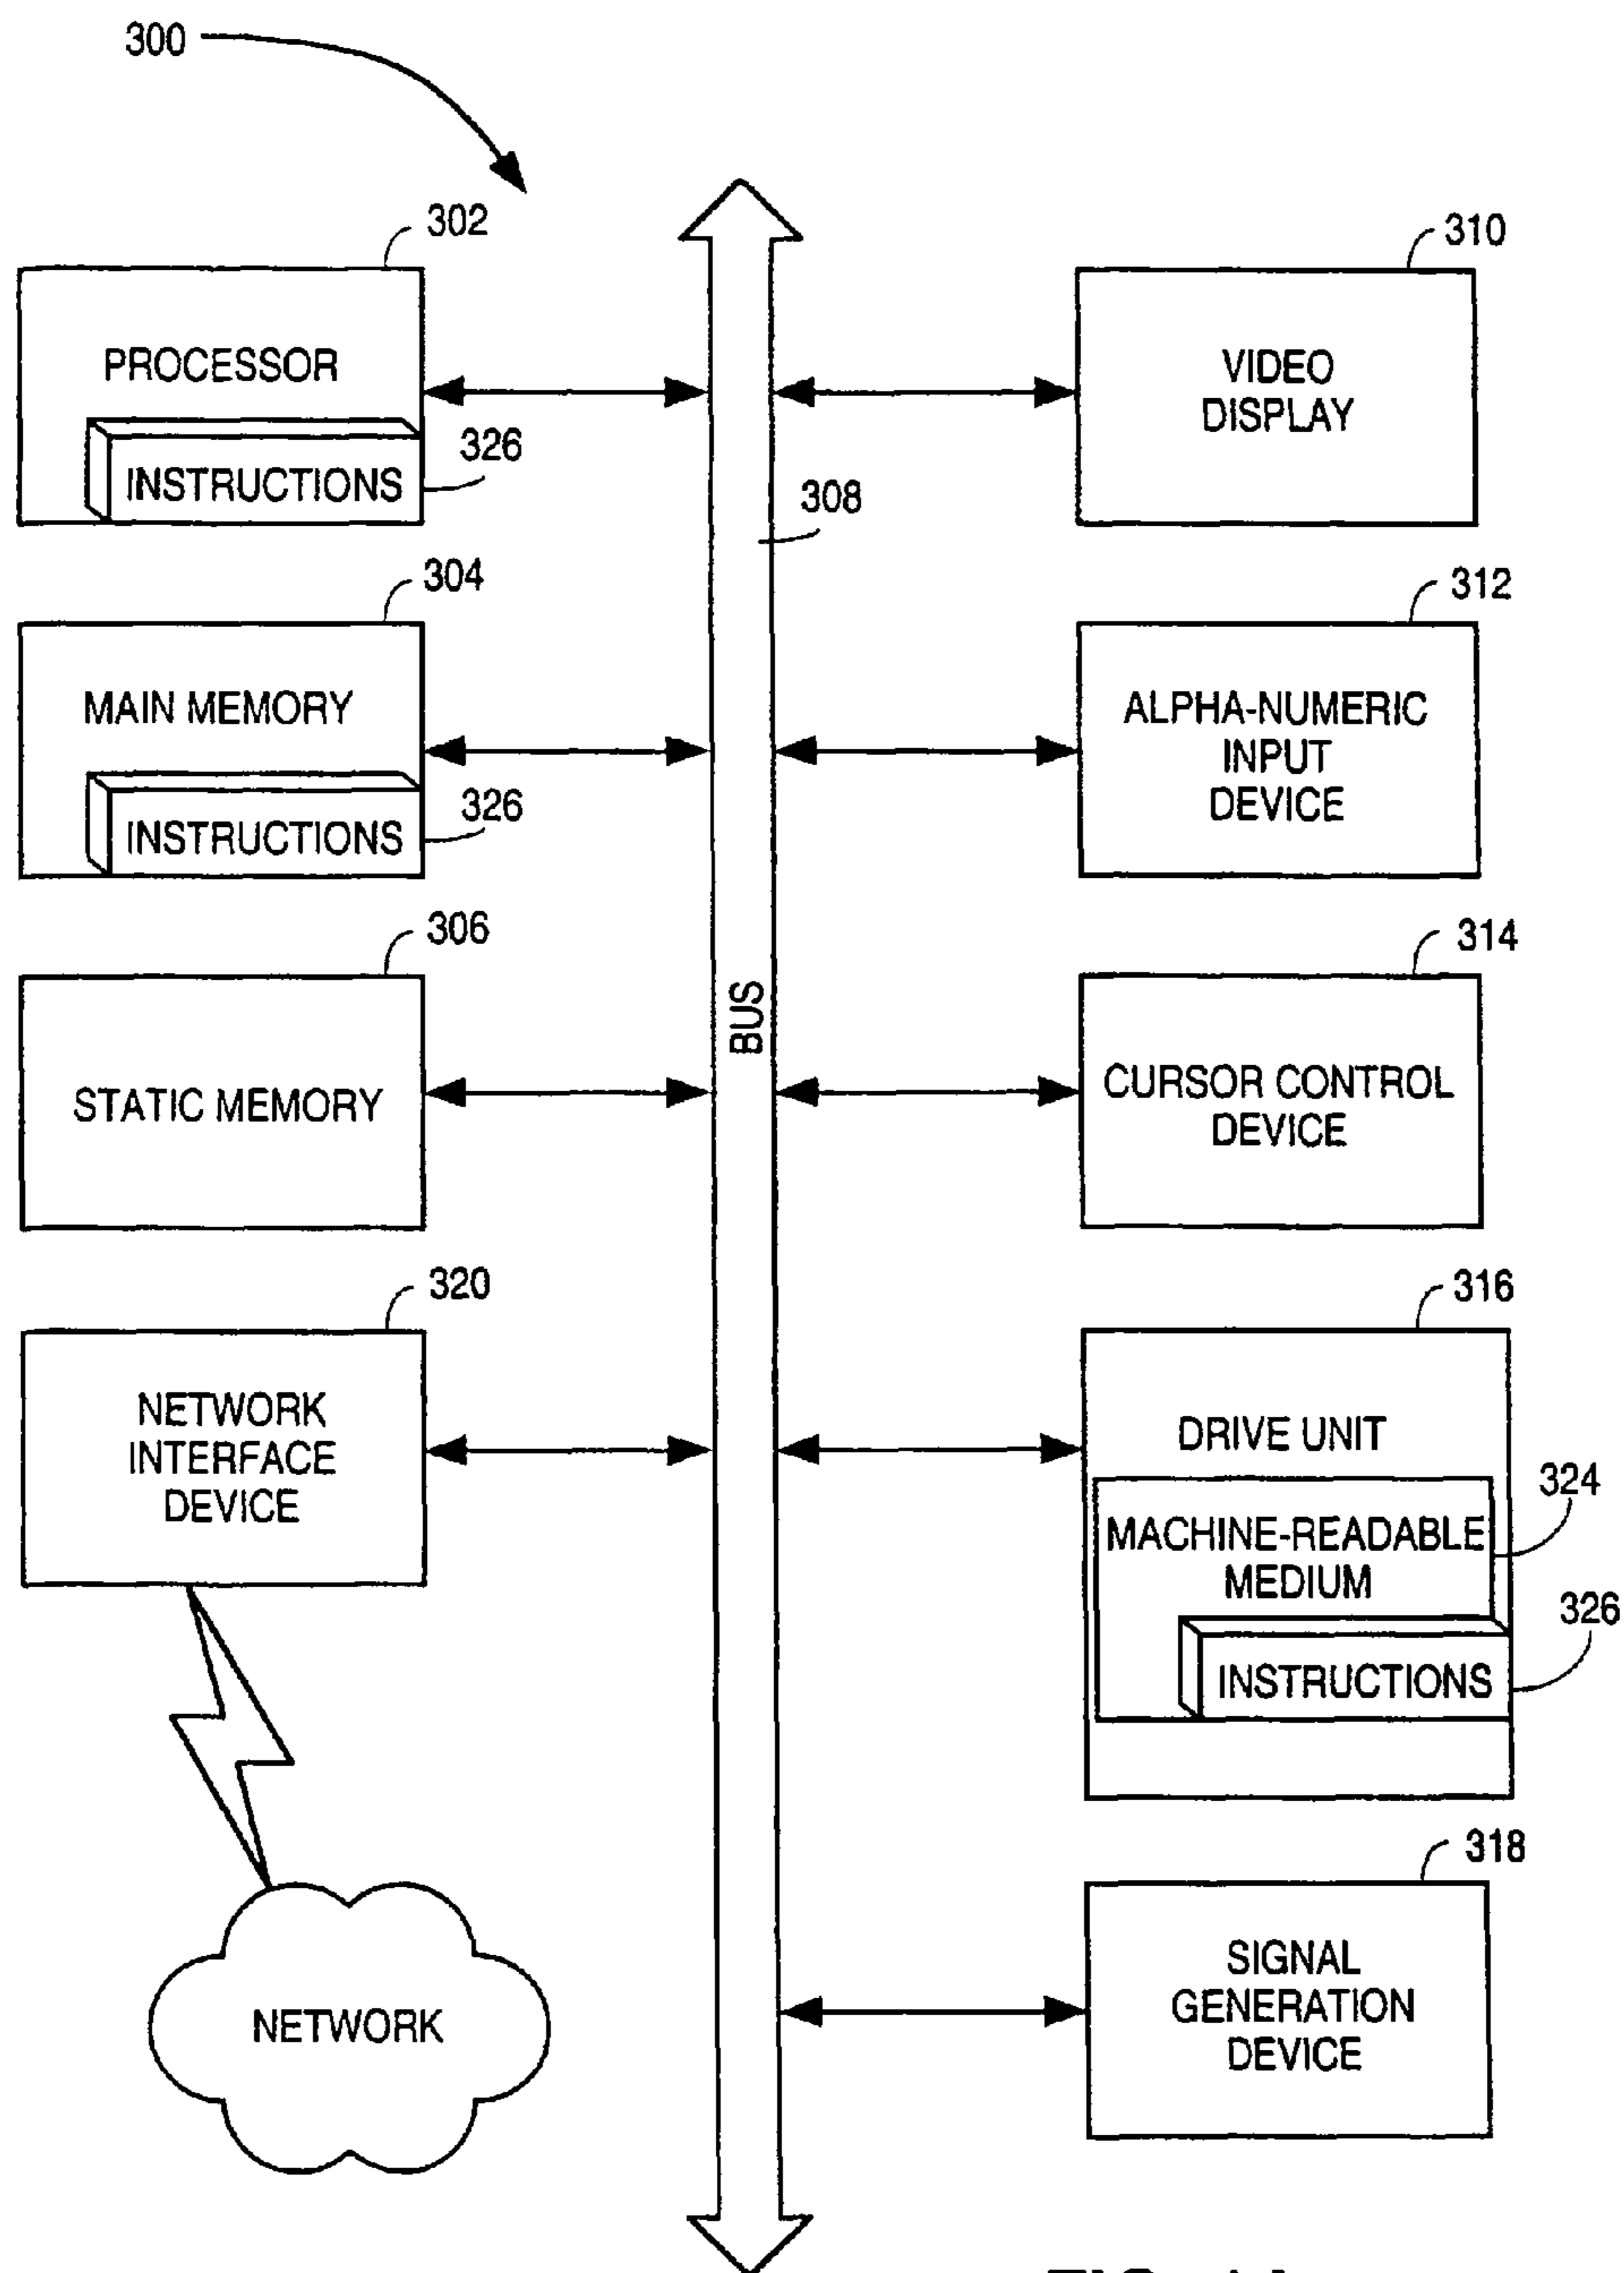 300
302
PROCESSOR
INSTRUCTIONS
326
304
MAIN MEMORY
INSTRUCTIONS
326
306
STATIC MEMORY
320
NETWORK
INTERFACE
DEVICE
NETWORK
308
BUS
310
VIDEO
DISPLAY
312
ALPHA-NUMERIC
INPUT
DEVICE
314
CURSOR CONTROL
DEVICE
316
DRIVE UNIT
324
MACHINE-READABLE
MEDIUM
326
INSTRUCTIONS
318
SIGNAL
GENERATION
DEVICE